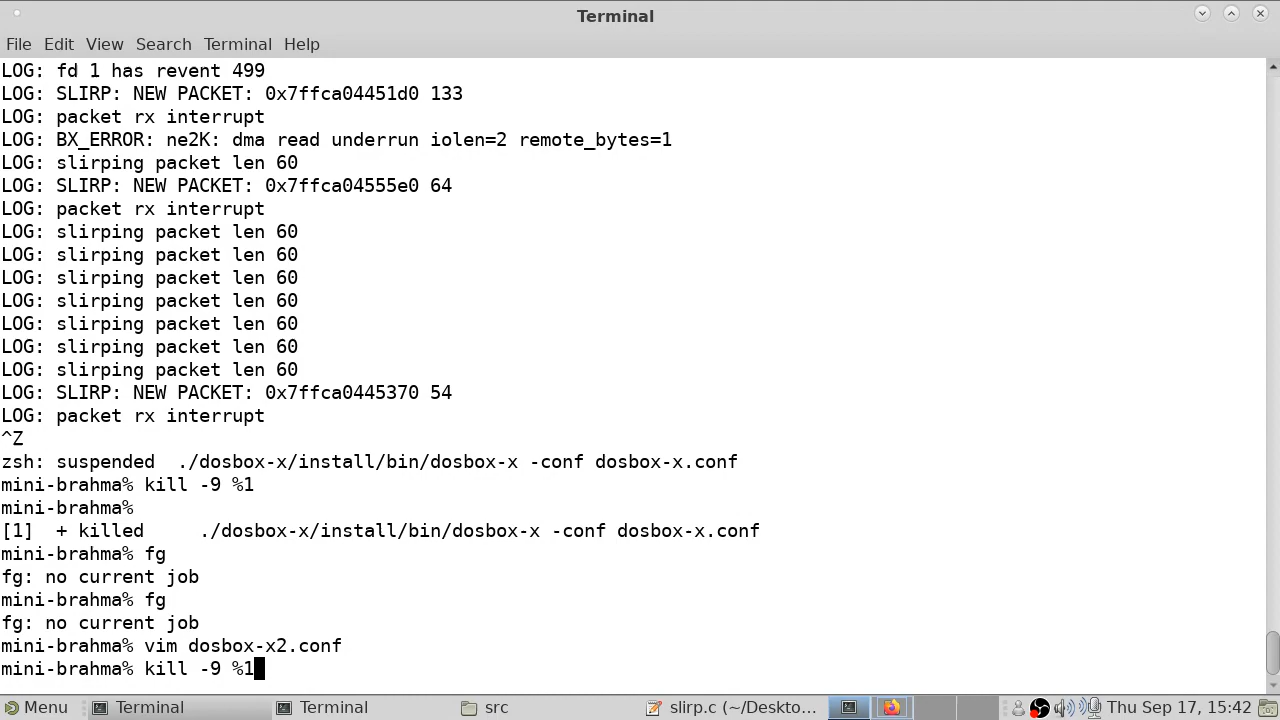 Terminal
File Edit View Search Terminal Help
LOG: fd 1 has revent 499
LOG: SLIRP: NEW PACKET: 0x7ffca04451d0 133
LOG: packet rx interrupt
LOG: BX_ERROR: ne2K: dma read underrun iolen=2 remote_bytes=1
LOG: slirping packet len 60
LOG: SLIRP: NEW PACKET: 0x7ffca04555e0 64
LOG: packet rx interrupt
LOG: slirping packet len 60
LOG: slirping packet len 60
LOG: slirping packet len 60
LOG: slirping packet len 60
LOG: slirping packet len 60
LOG: slirping packet len 60
LOG: slirping packet len 60
LOG: SLIRP: NEW PACKET: 0x7ffca0445370 54
LOG: packet rx interrupt
^Z
zsh: suspended  ./dosbox-x/install/bin/dosbox-x -conf dosbox-x.conf
mini-brahma% kill -9 %1
mini-brahma%
[1]  + killed     ./dosbox-x/install/bin/dosbox-x -conf dosbox-x.conf
mini-brahma% fg
fg: no current job
mini-brahma% fg
fg: no current job
mini-brahma% vim dosbox-x2.conf
mini-brahma% kill -9 %1
Menu Terminal Terminal src slirp.c (~/Deskto... Thu Sep 17, 15:42